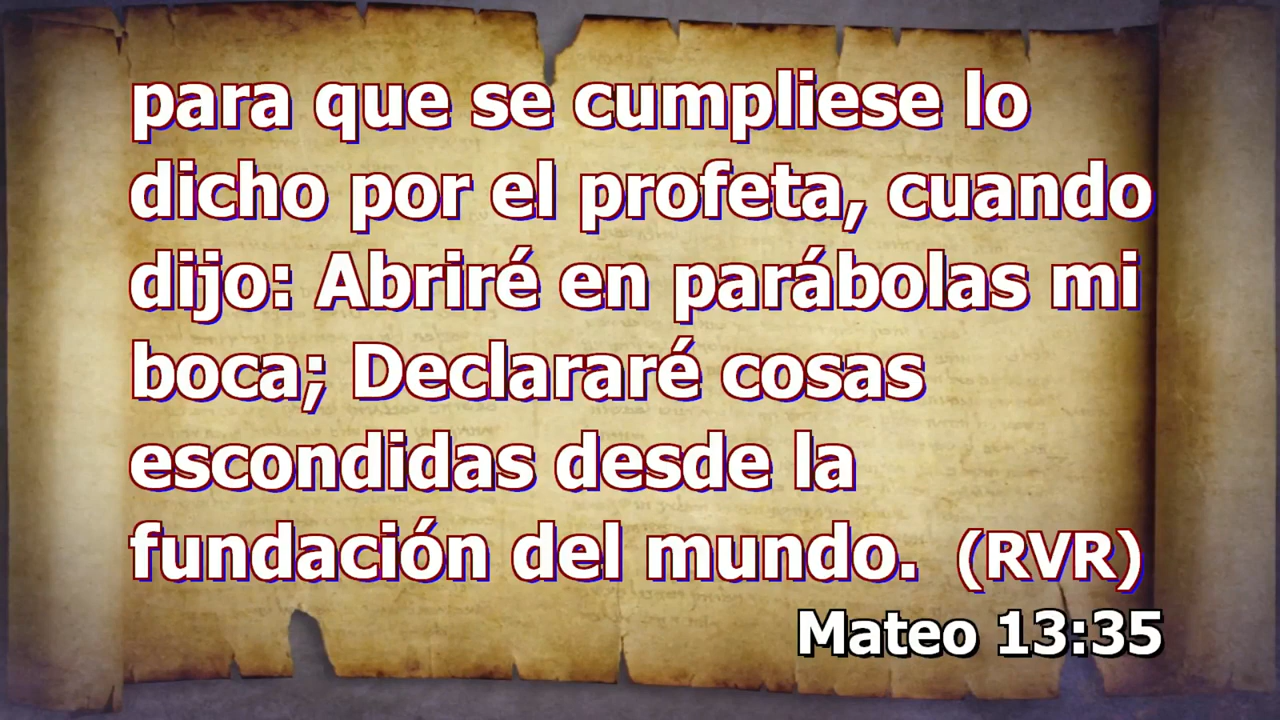 para que se cumpliese lo
dicho por el profeta, cuando
dijo: Abriré en parábolas mi
boca; Declararé cosas
escondidas desde la
fundación del mundo. (RVR)
Mateo 13:35